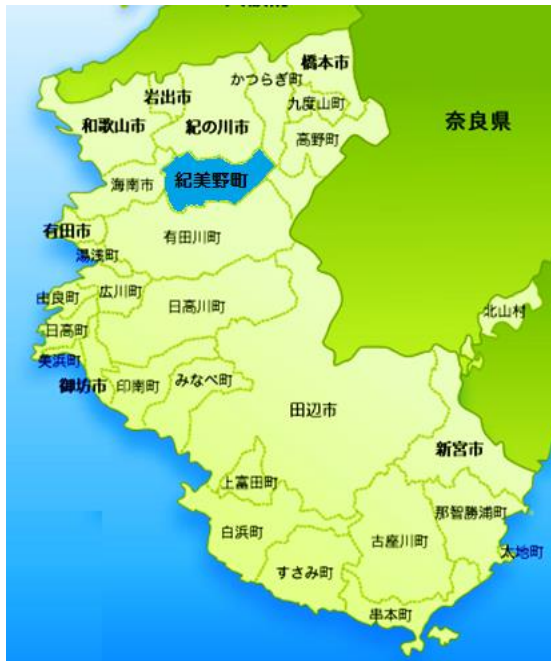 橋本市
かつらぎ町
岩出市
九度山町
和歌山市
紀の川市
奈良県
高野町
海南市
紀美野町
有田市
有田川町
湯浅町
広川町
由良町
日高川町
北山村
日高町
美浜町
みなべ町
御坊市
印南町
田辺市
新宮市
上富田町
那智勝浦町
白浜町
古座川町
太地町
すさみ町
串本町